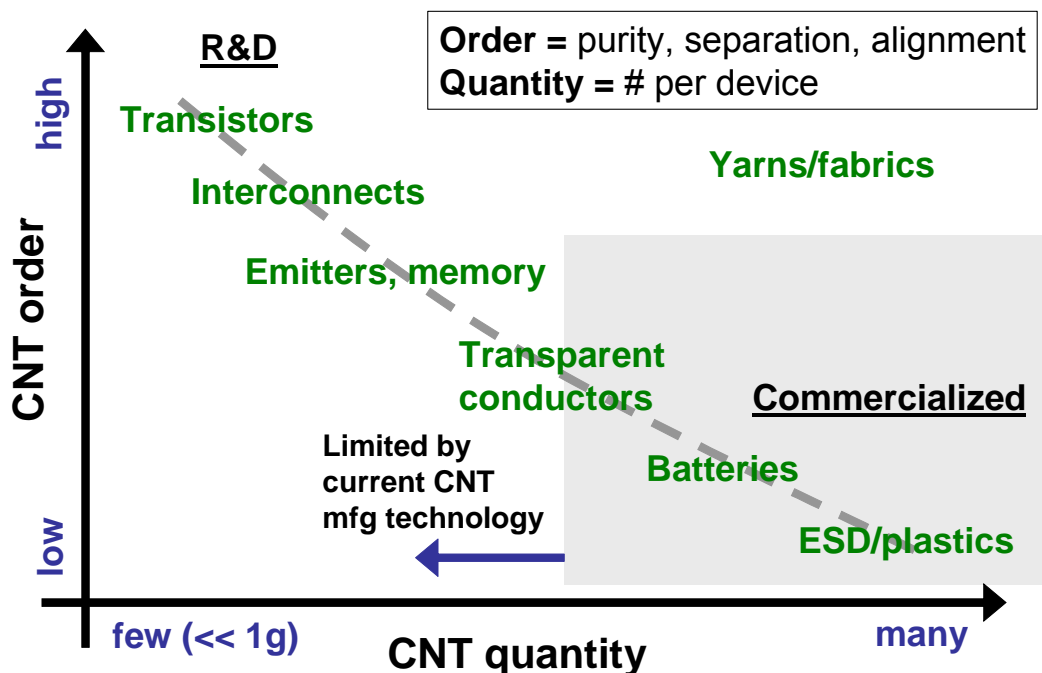 R&D
Order = purity, separation, alignment
Quantity = # per device
high
Transistors
Yarns/fabrics
Interconnects
CNT order
Emitters, memory
Transparent
conductors
Commercialized
Limited by
current CNT
mfg technology
Batteries
low
ESD/plastics
few (<< 1g)
CNT quantity
many